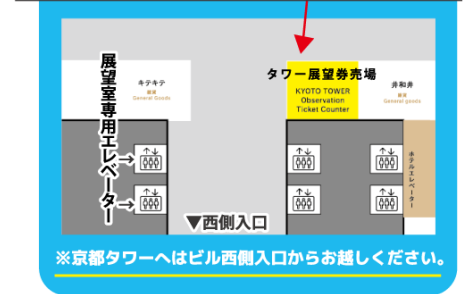 展望室専用エレベーター
キテキテ
雑貨
General Goods
タワー展望券売場
KYOTO TOWER
Observation
Ticket Counter
井和井
雑貨
General goods
ホテルエレベーター
▼西側入口
※京都タワーへはビル西側入口からお越しください。